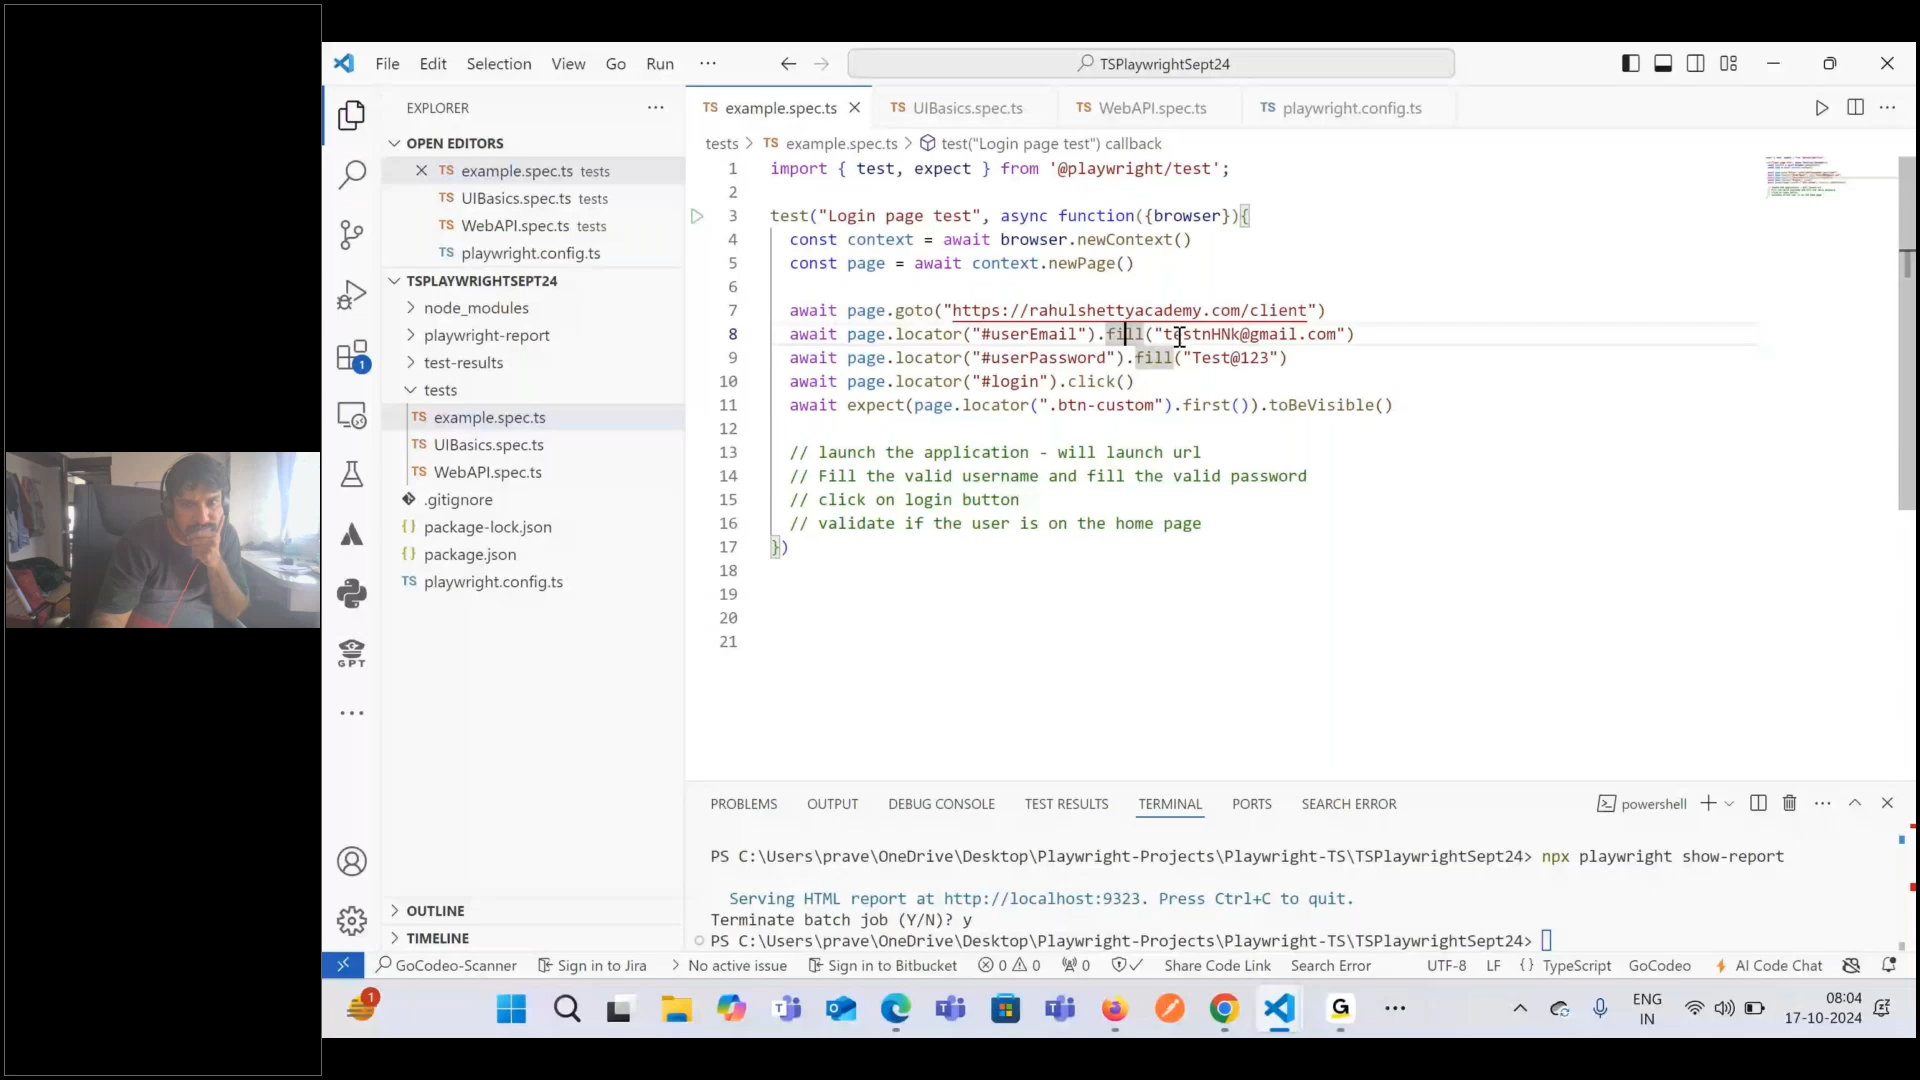 File Edit Selection View Go Run ···
TSPlaywrightSept24
EXPLORER
OPEN EDITORS
TS example.spec.ts tests
TS UIBasics.spec.ts tests
TS WebAPI.spec.ts tests
TS playwright.config.ts
TSPLAYWRIGHTSEPT24
node_modules
playwright-report
test-results
tests
TS example.spec.ts
TS UIBasics.spec.ts
TS WebAPI.spec.ts
.gitignore
{} package-lock.json
{} package.json
TS playwright.config.ts
OUTLINE
TIMELINE
1
GPT
TS example.spec.ts
TS UIBasics.spec.ts
TS WebAPI.spec.ts
TS playwright.config.ts
tests > TS example.spec.ts > test("Login page test") callback
1 import { test, expect } from '@playwright/test';
2
3 test("Login page test", async function({browser}){
4 const context = await browser.newContext()
5 const page = await context.newPage()
6
7 await page.goto("https://rahulshettyacademy.com/client")
8 await page.locator("#userEmail").fill("testnHNk@gmail.com")
9 await page.locator("#userPassword").fill("Test@123")
10 await page.locator("#login").click()
11 await expect(page.locator(".btn-custom").first()).toBeVisible()
12
13 // launch the application - will launch url
14 // Fill the valid username and fill the valid password
15 // click on login button
16 // validate if the user is on the home page
17 })
18
19
20
21
PROBLEMS OUTPUT DEBUG CONSOLE TEST RESULTS TERMINAL PORTS SEARCH ERROR
powershell
PS C:\Users\prave\OneDrive\Desktop\Playwright-Projects\Playwright-TS\TSPlaywrightSept24> npx playwright show-report
Serving HTML report at http://localhost:9323. Press Ctrl+C to quit.
Terminate batch job (Y/N)? y
PS C:\Users\prave\OneDrive\Desktop\Playwright-Projects\Playwright-TS\TSPlaywrightSept24>
GoCodeo-Scanner Sign in to Jira > No active issue Sign in to Bitbucket 0 0 0 Share Code Link Search Error UTF-8 LF {} TypeScript GoCodeo AI Code Chat
1
G
ENG
IN
08:04
17-10-2024